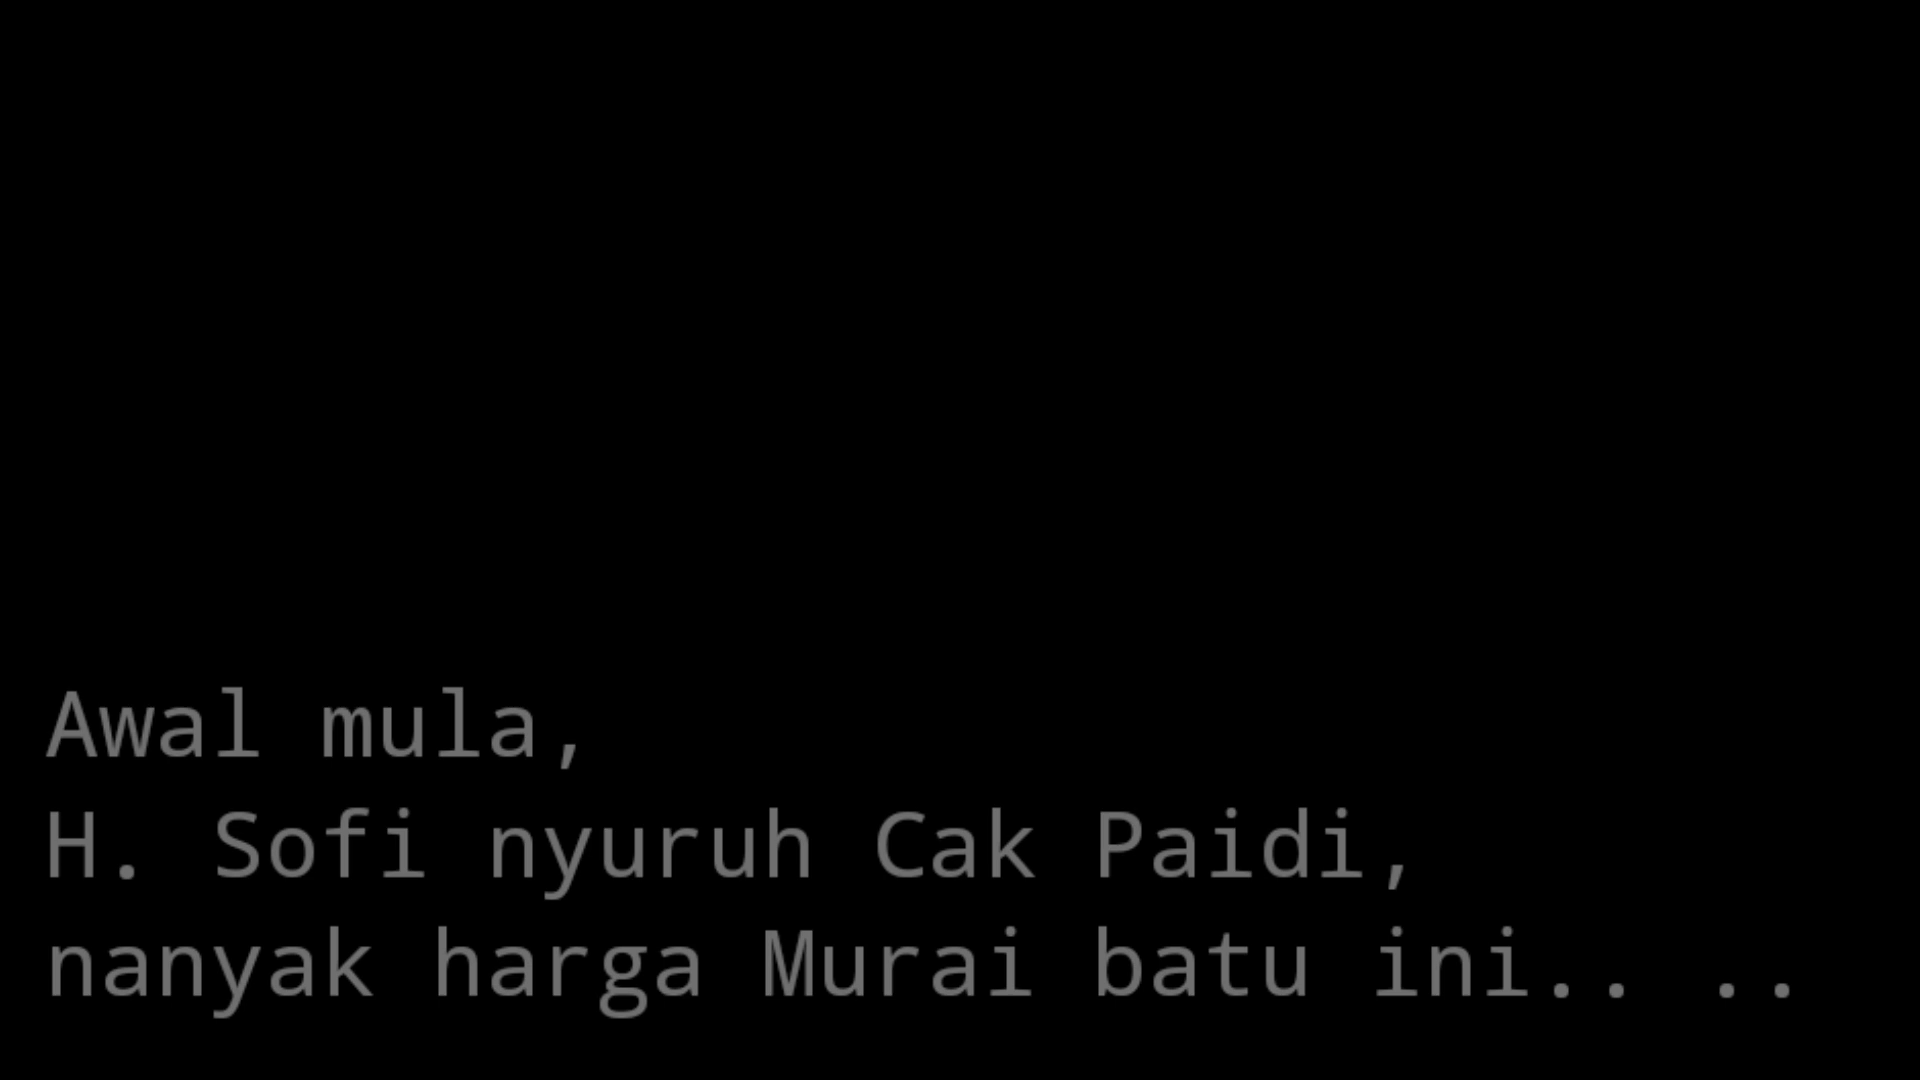 Awal mula,
H. Sofi nyuruh Cak Paidi,
nanyak harga Murai batu ini.. ..